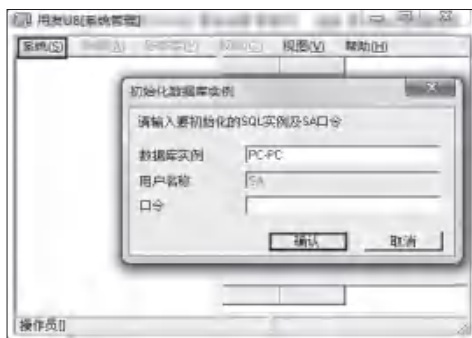 用友U8[系统管理]
系统(S) 视图(V) 帮助(H)
初始化数据库实例
请输入要初始化的SQL实例及SA口令
数据库实例 PC-PC
用户名称 SA
口令
确认 取消
操作员[]